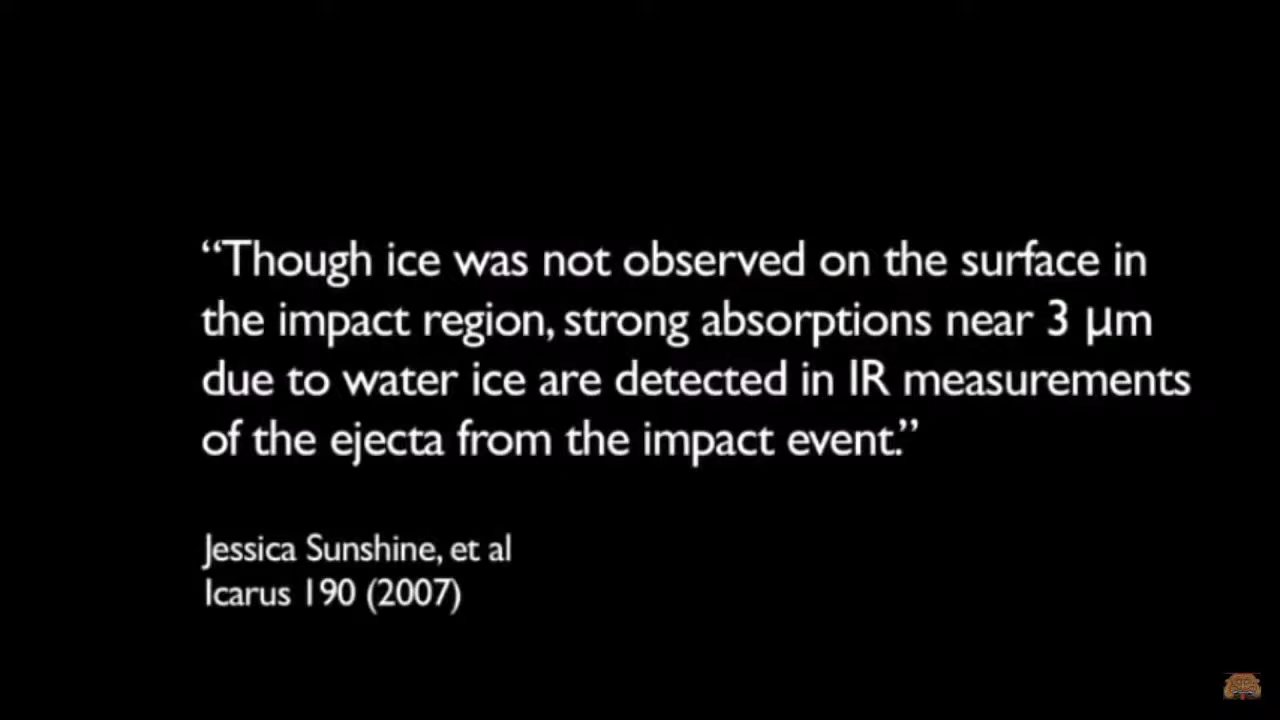 “Though ice was not observed on the surface in
the impact region, strong absorptions near 3 µm
due to water ice are detected in IR measurements
of the ejecta from the impact event.”
Jessica Sunshine, et al
Icarus 190 (2007)